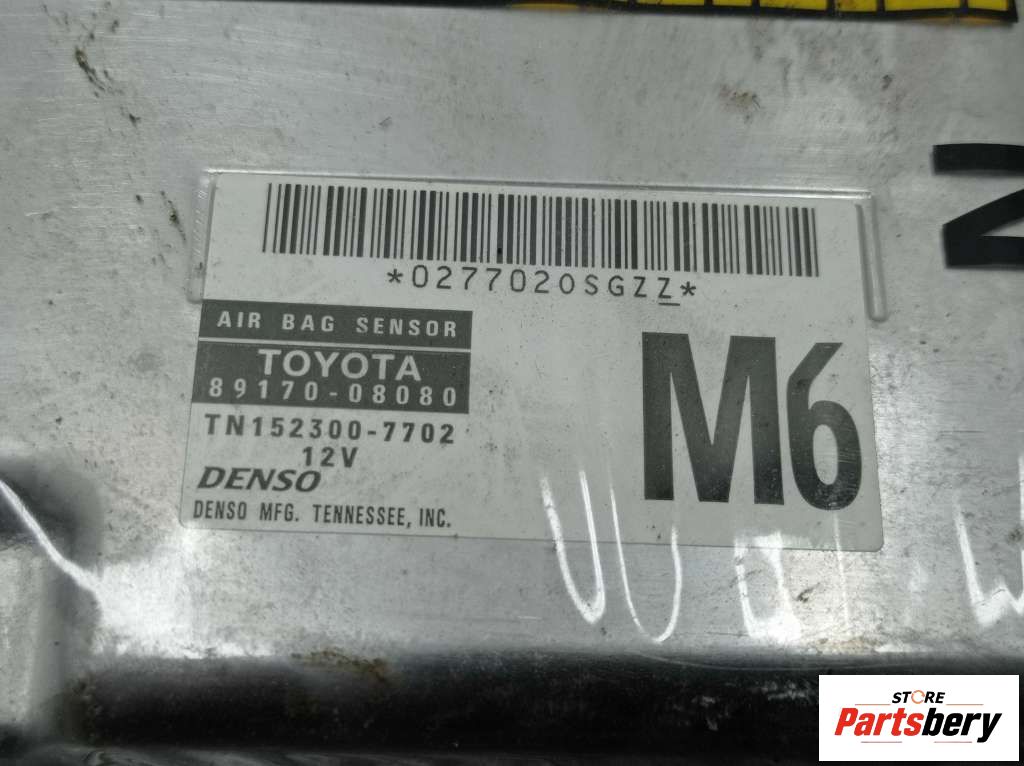 *0277020SGZZ*
AIR BAG SENSOR
TOYOTA
89170-08080
TN152300-7702
12V
DENSO
DENSO MFG. TENNESSEE, INC.
M6
STORE
Partsbery